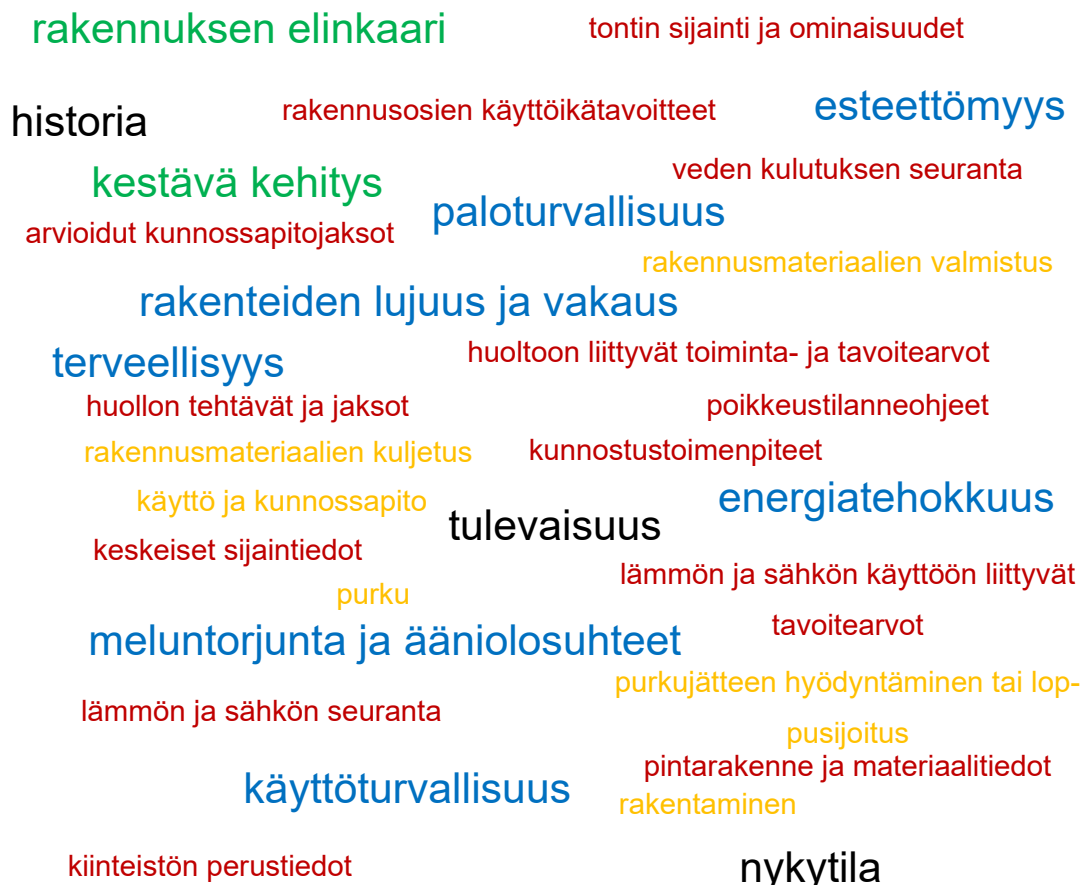 rakennuksen elinkaari
tontin sijainti ja ominaisuudet
historia
rakennusosien käyttöikätavoitteet
esteettömyys
kestävä kehitys
veden kulutuksen seuranta
arvioidut kunnossapitojaksot
paloturvallisuus
rakennusmateriaalien valmistus
rakenteiden lujuus ja vakaus
terveellisyys
huoltoon liittyvät toiminta- ja tavoitearvot
huollon tehtävät ja jaksot
poikkeustilanneohjeet
rakennusmateriaalien kuljetus
kunnostustoimenpiteet
käyttö ja kunnossapito
energiatehokkuus
tulevaisuus
keskeiset sijaintiedot
lämmön ja sähkön käyttöön liittyvät
tavoitearvot
purku
meluntorjunta ja ääniolosuhteet
purkujätteen hyödyntäminen tai lop-
pusijoitus
lämmön ja sähkön seuranta
pintarakenne ja materiaalitiedot
käyttöturvallisuus
rakentaminen
kiinteistön perustiedot
nykytila